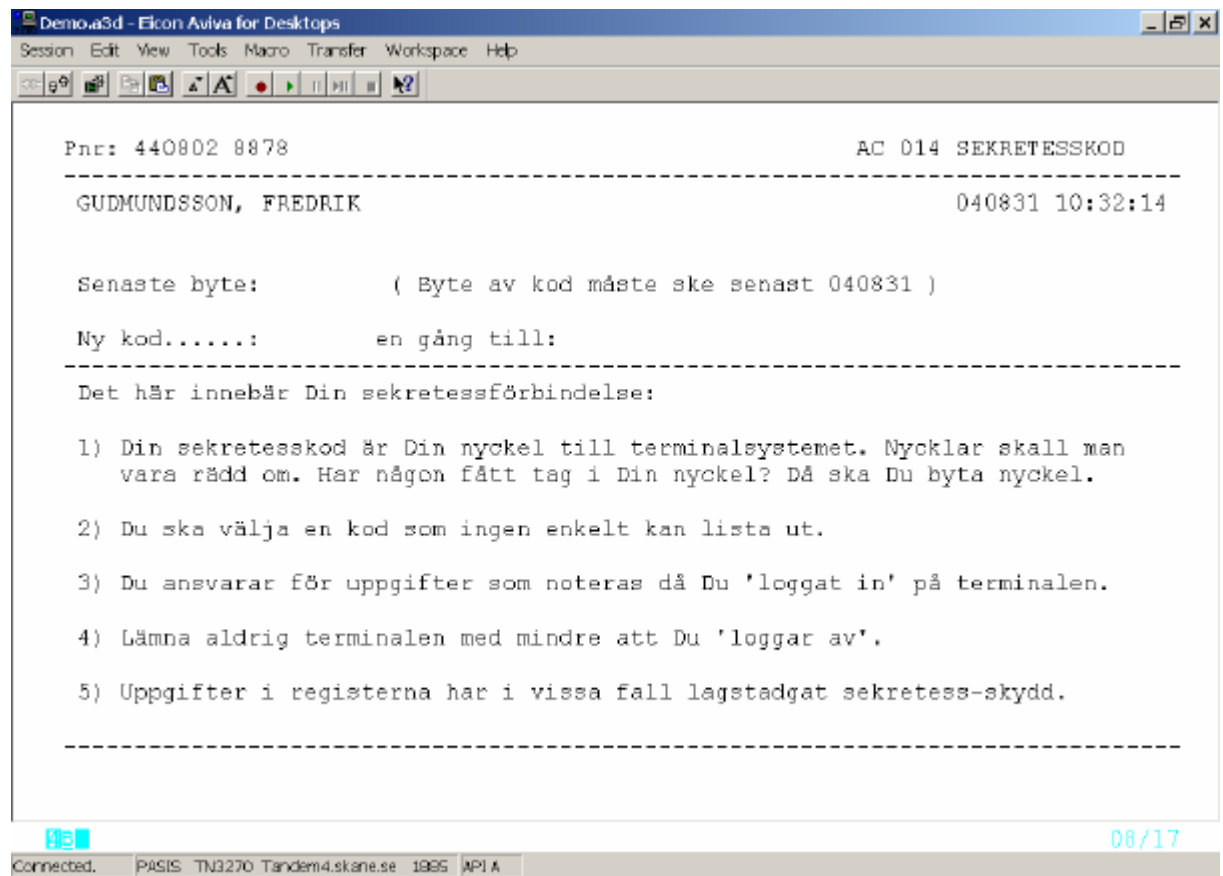 Demo.a3d - Eicon Aviva for Desktops
Session Edit View Tools Macro Transfer Workspace Help
Pnr: 440802 8878 AC 014 SEKRETESSKOD
GUDMUNDSSON, FREDRIK 040831 10:32:14
Senaste byte: ( Byte av kod måste ske senast 040831 )
Ny kod......: en gång till:
Det här innebär Din sekretessförbindelse:
1) Din sekretesskod är Din nyckel till terminalsystemet. Nycklar skall man
vara rädd om. Har någon fått tag i Din nyckel? Då ska Du byta nyckel.
2) Du ska välja en kod som ingen enkelt kan lista ut.
3) Du ansvarar för uppgifter som noteras då Du 'loggat in' på terminalen.
4) Lämna aldrig terminalen med mindre att Du 'loggar av'.
5) Uppgifter i registerna har i vissa fall lagstadgat sekretess-skydd.
08/17
Connected. PASIS TN3270 Tandem4.skane.se API A